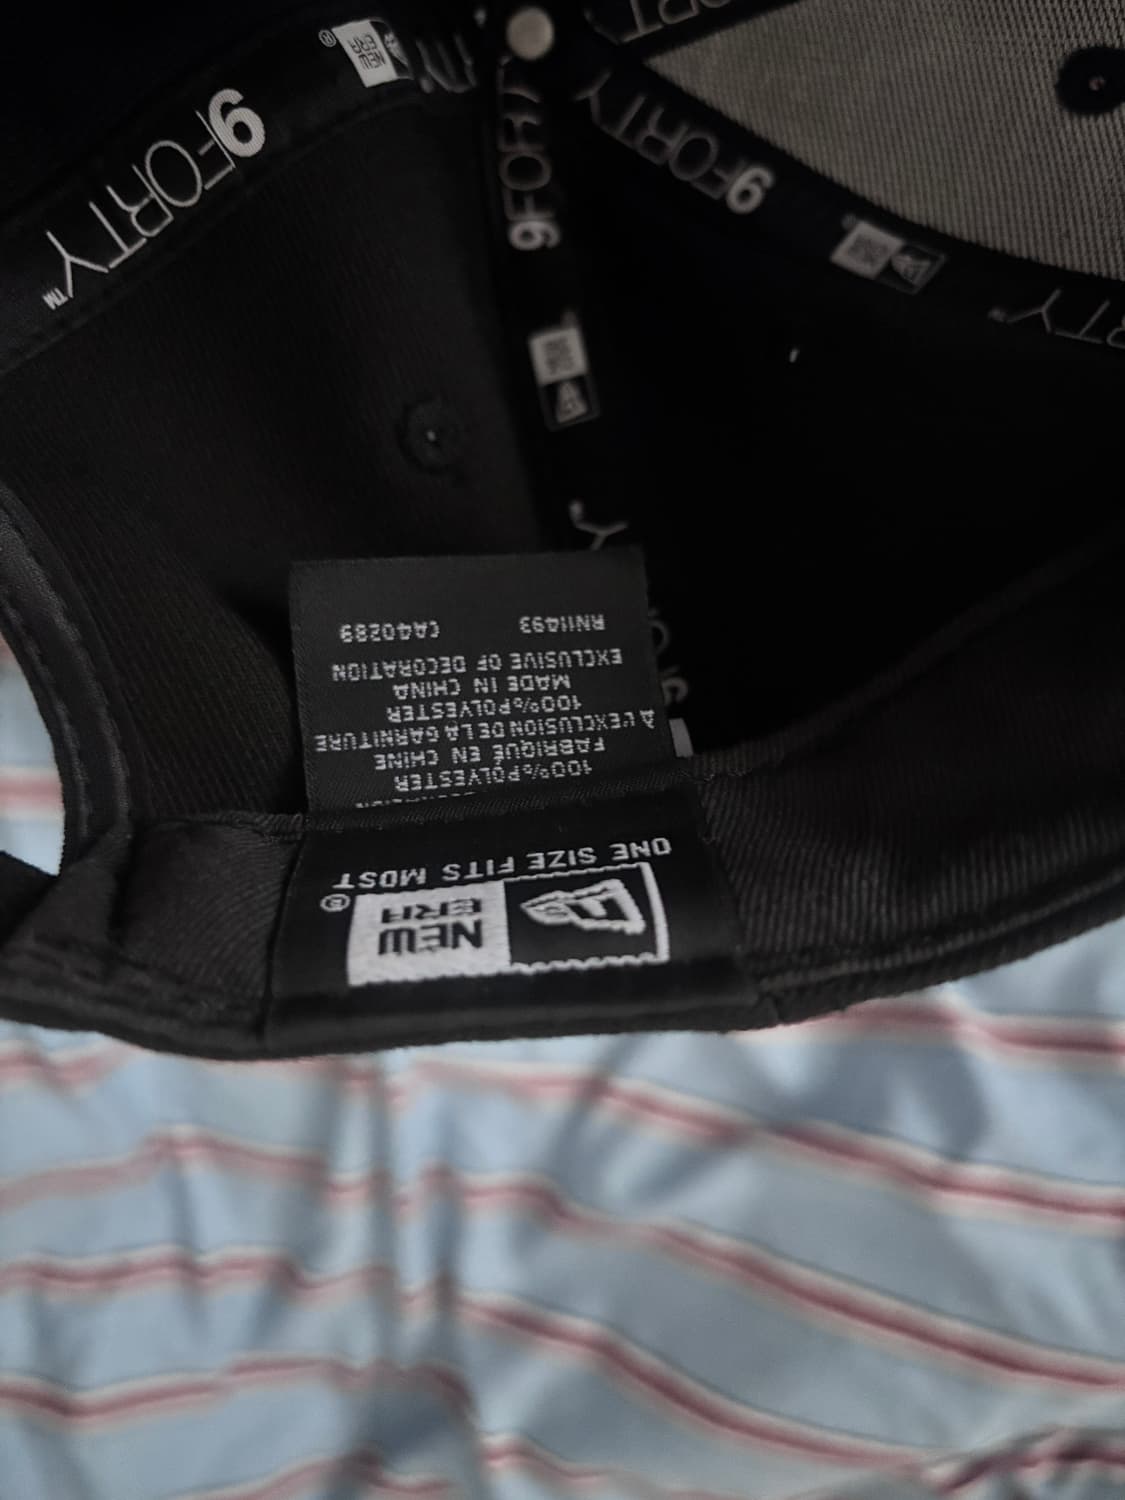 NEW
ERA
®
9FORTY™
9FORTY
9FORTY
ONE SIZE FITS MOST
NEW
ERA
®
100%POLYESTER
FABRIQUÉ EN CHINE
À L'EXCLUSION DE LA GARNITURE
100%POLYESTER
MADE IN CHINA
EXCLUSIVE OF DECORATION
RN11493 CA40289